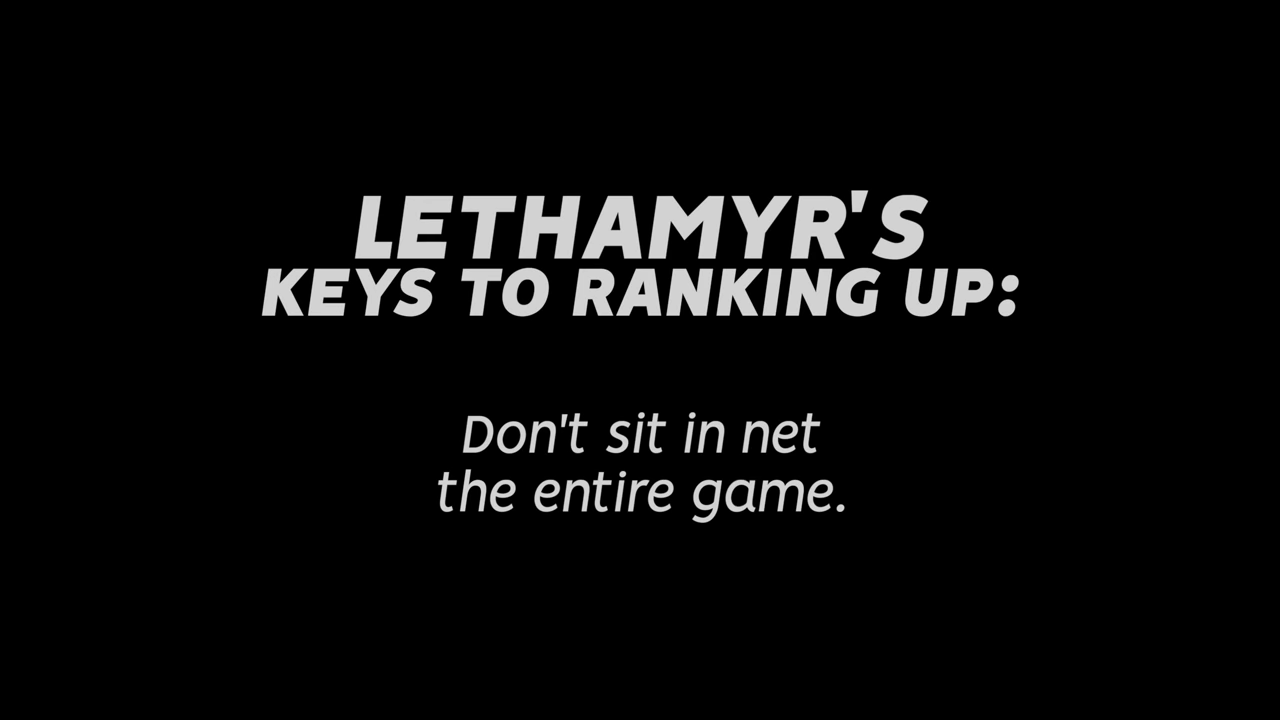 LETHAMYR'S
KEYS TO RANKING UP:
Don't sit in net
the entire game.